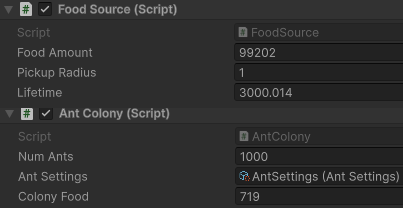 Food Source (Script)
Script FoodSource
Food Amount 99202
Pickup Radius 1
Lifetime 3000.014
Ant Colony (Script)
Script AntColony
Num Ants 1000
Ant Settings AntSettings (Ant Settings)
Colony Food 719